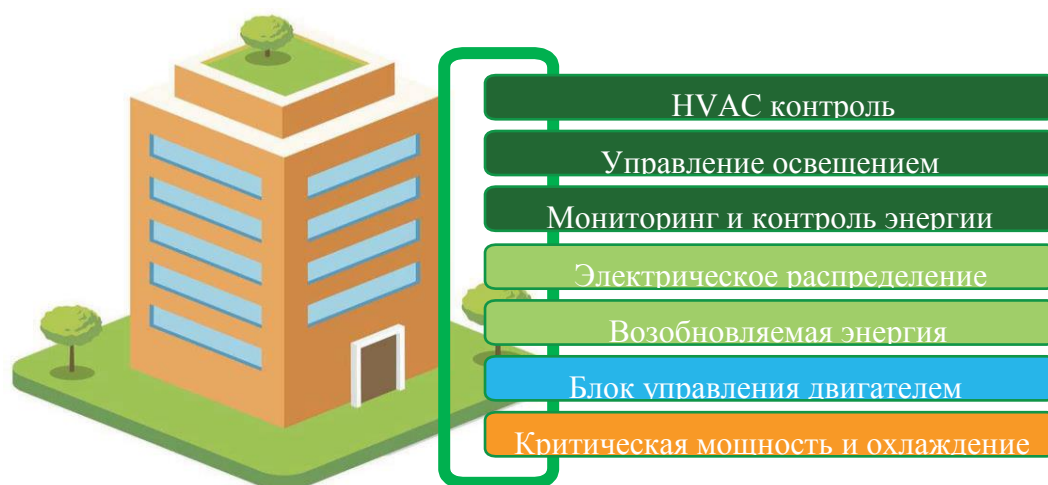 HVAC контроль
Управление освещением
Мониторинг и контроль энергии
Электрическое распределение
Возобновляемая энергия
Блок управления двигателем
Критическая мощность и охлаждение